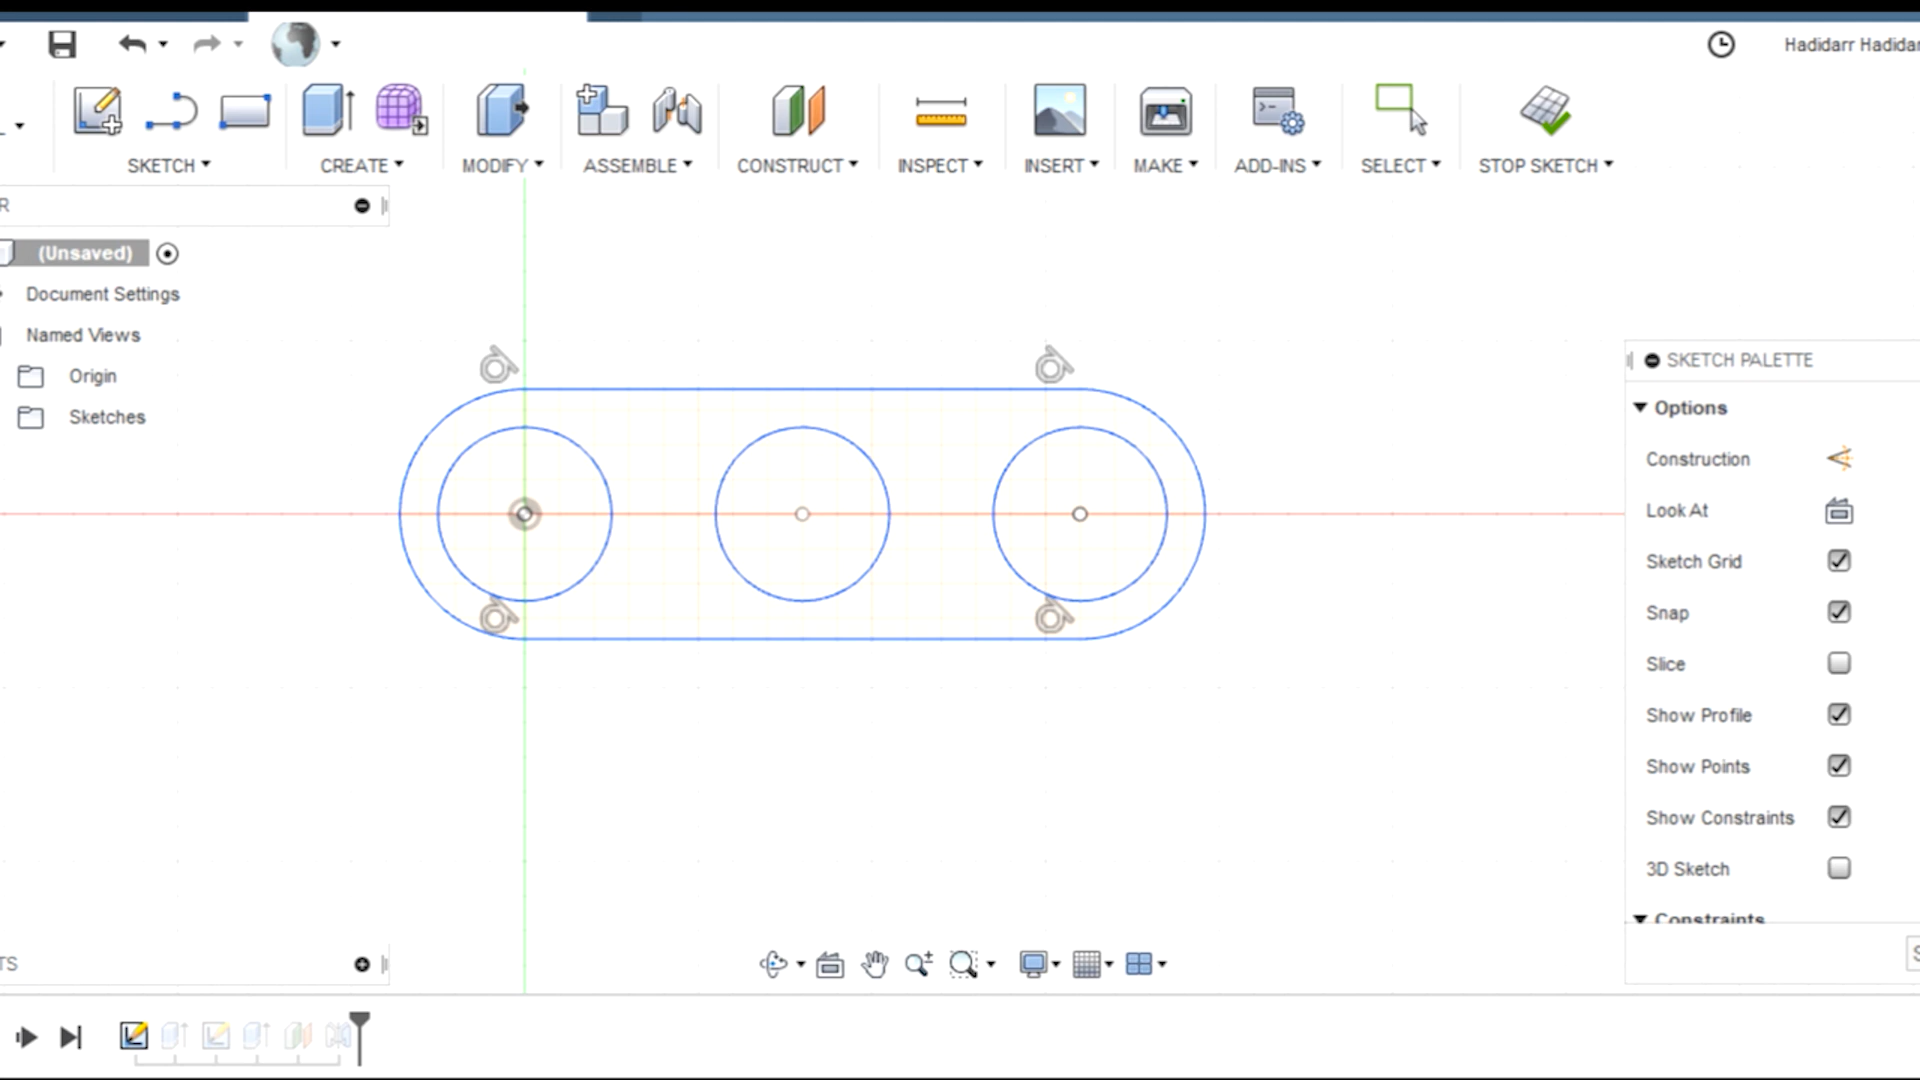 Hadidarr Hadidar
SKETCH
CREATE
MODIFY
ASSEMBLE
CONSTRUCT
INSPECT
INSERT
MAKE
ADD-INS
SELECT
STOP SKETCH
R
(Unsaved)
Document Settings
Named Views
Origin
Sketches
SKETCH PALETTE
Options
Construction
Look At
Sketch Grid
Snap
Slice
Show Profile
Show Points
Show Constraints
3D Sketch
Constraints
TS
S